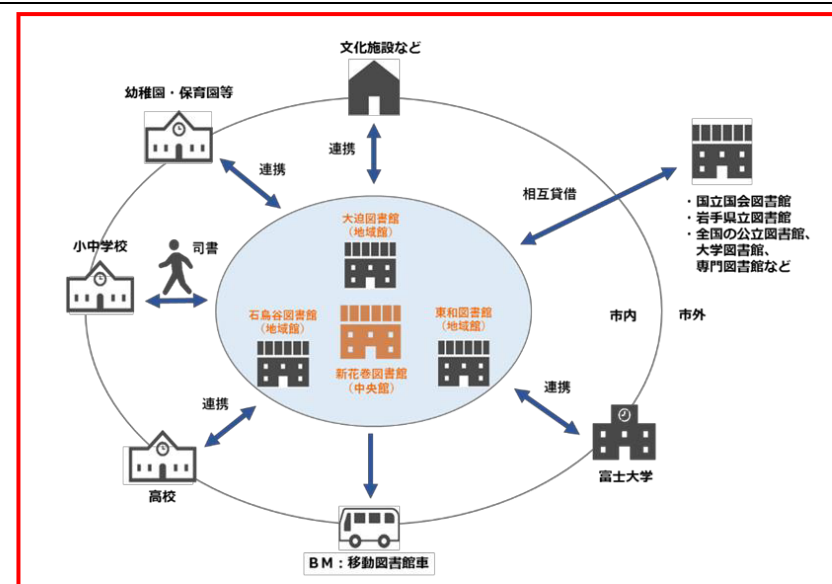 文化施設など
幼稚園・保育園等
連携
連携
相互貸借
・国立国会図書館
・岩手県立図書館
・全国の公立図書館、
大学図書館、
専門図書館など
大迫図書館
(地域館)
小中学校
司書
石鳥谷図書館
(地域館)
東和図書館
(地域館)
市内
市外
新花巻図書館
(中央館)
連携
連携
高校
富士大学
BM:移動図書館車